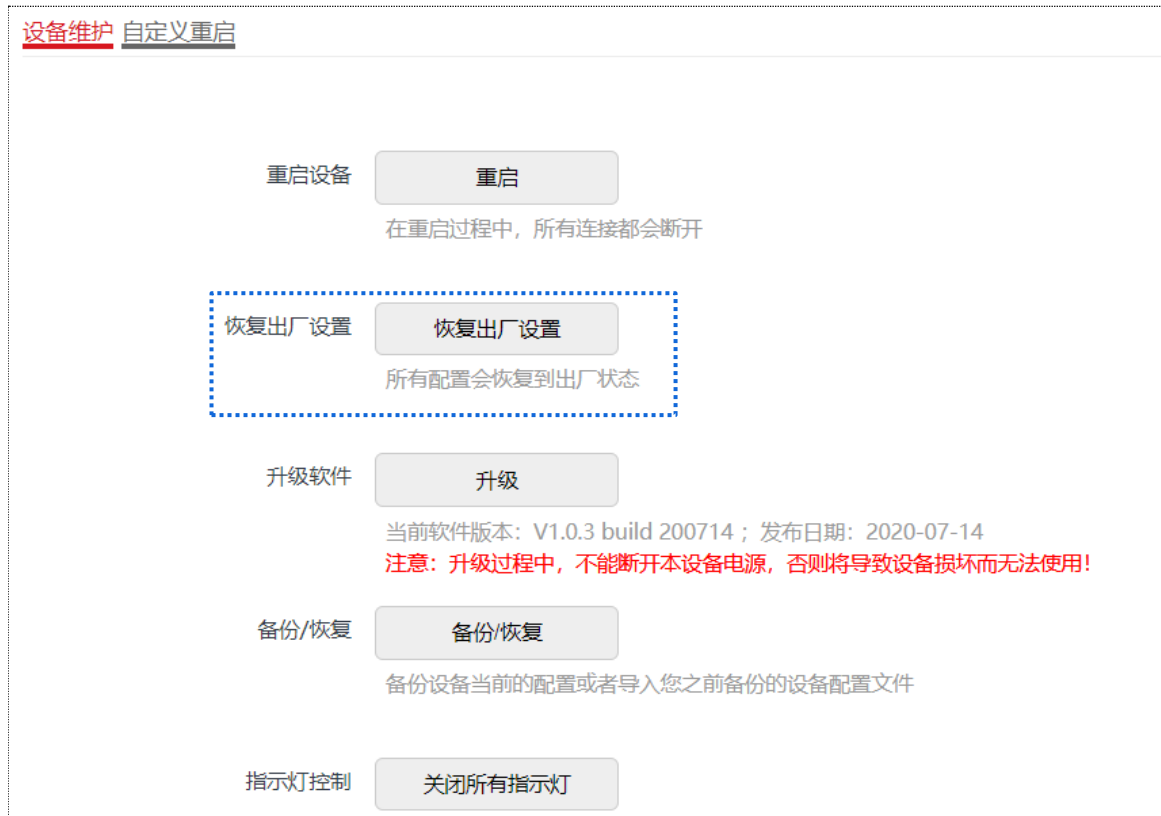 设备维护 自定义重启
重启设备 重启
在重启过程中，所有连接都会断开
恢复出厂设置 恢复出厂设置
所有配置会恢复到出厂状态
升级软件 升级
当前软件版本：V1.0.3 build 200714； 发布日期：2020-07-14
注意：升级过程中，不能断开本设备电源，否则将导致设备损坏而无法使用！
备份/恢复 备份/恢复
备份设备当前的配置或者导入您之前备份的设备配置文件
指示灯控制 关闭所有指示灯